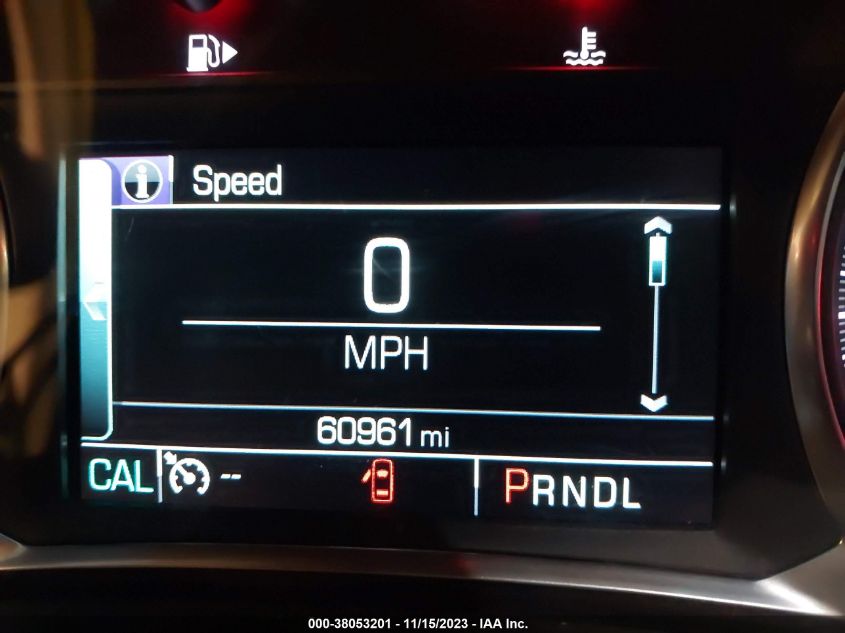 Speed
0
MPH
60961 mi
CAL -- PRNDL
000-38053201 - 11/15/2023 - IAA Inc.